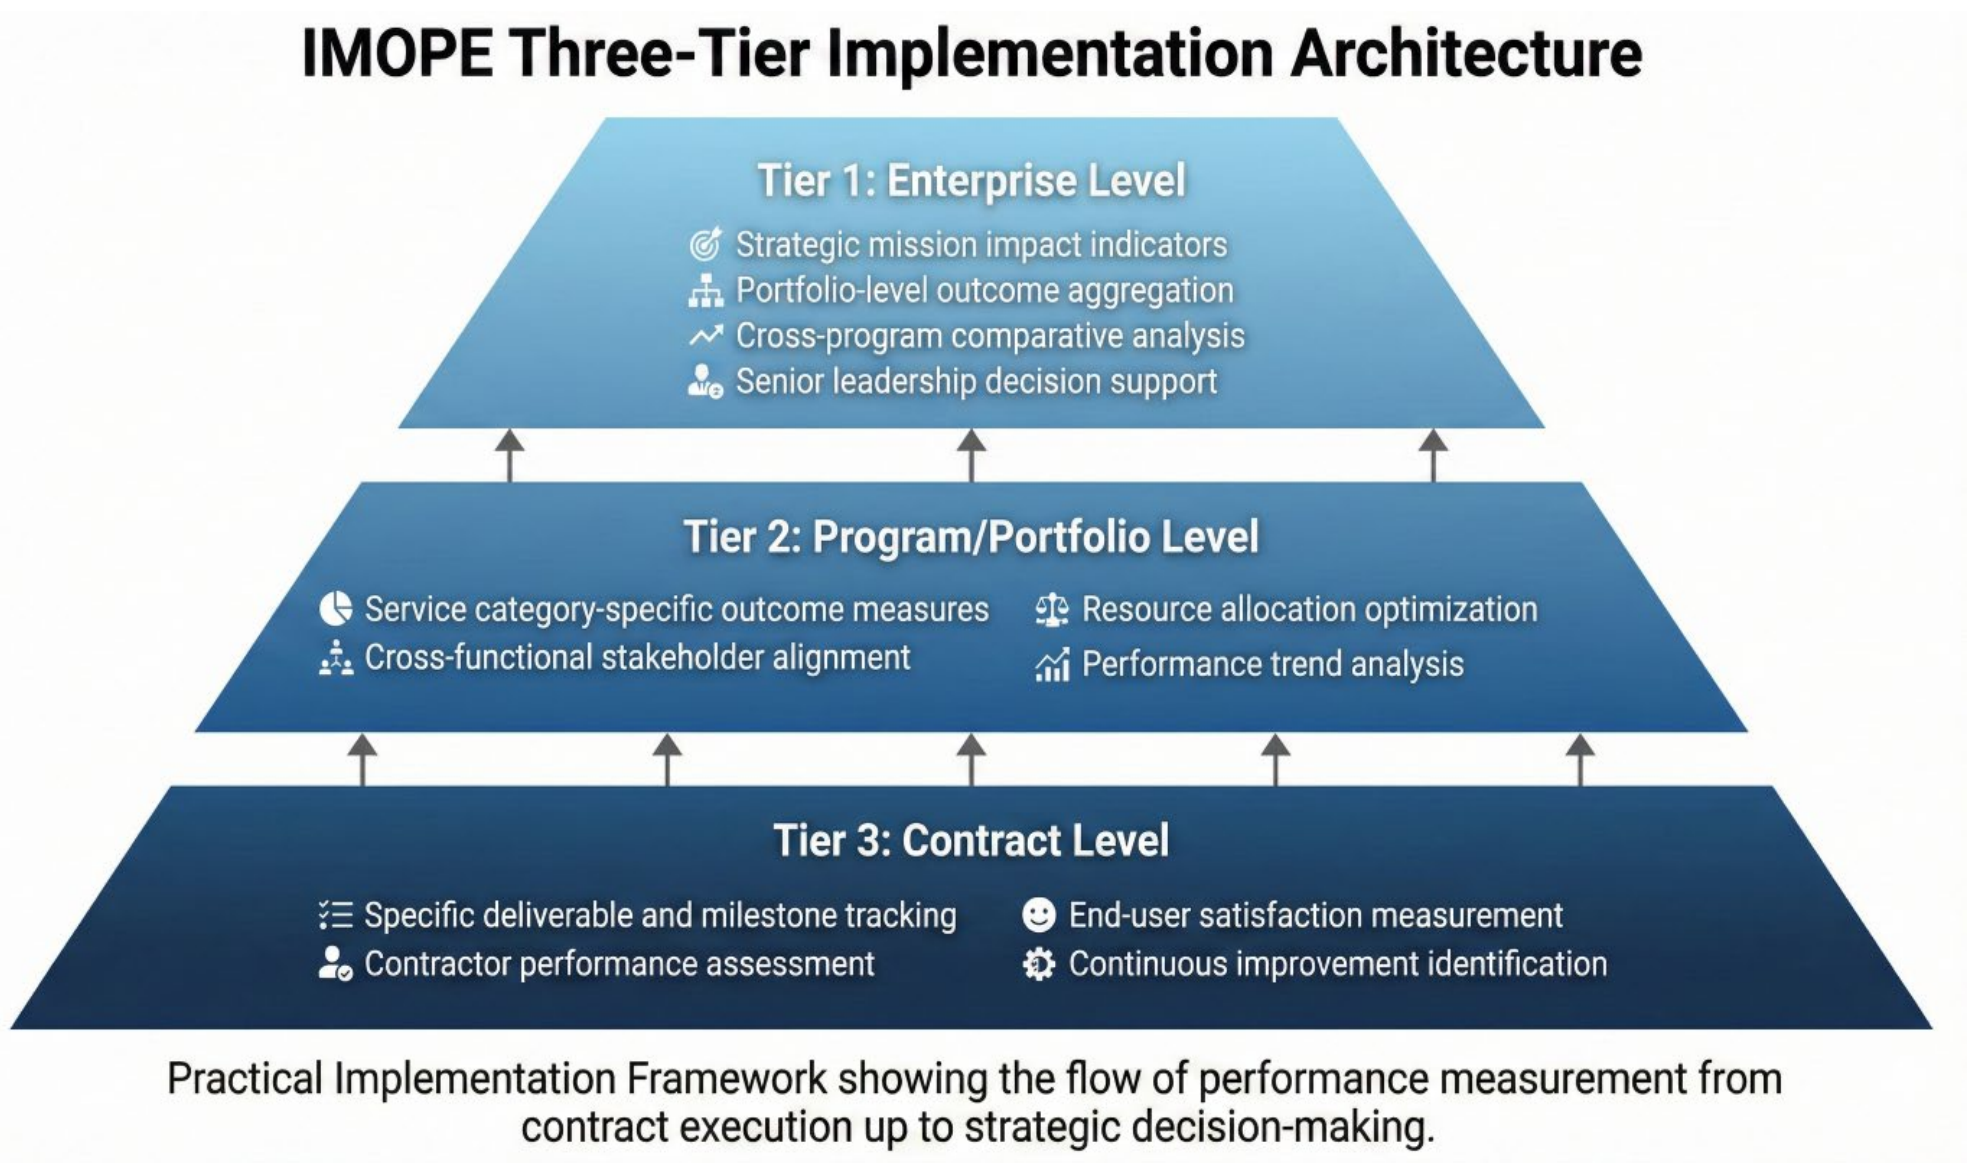 IMOPE Three-Tier Implementation Architecture
Tier 1: Enterprise Level
Strategic mission impact indicators
Portfolio-level outcome aggregation
Cross-program comparative analysis
Senior leadership decision support
Tier 2: Program/Portfolio Level
Service category-specific outcome measures
Cross-functional stakeholder alignment
Resource allocation optimization
Performance trend analysis
Tier 3: Contract Level
Specific deliverable and milestone tracking
Contractor performance assessment
End-user satisfaction measurement
Continuous improvement identification
Practical Implementation Framework showing the flow of performance measurement from
contract execution up to strategic decision-making.